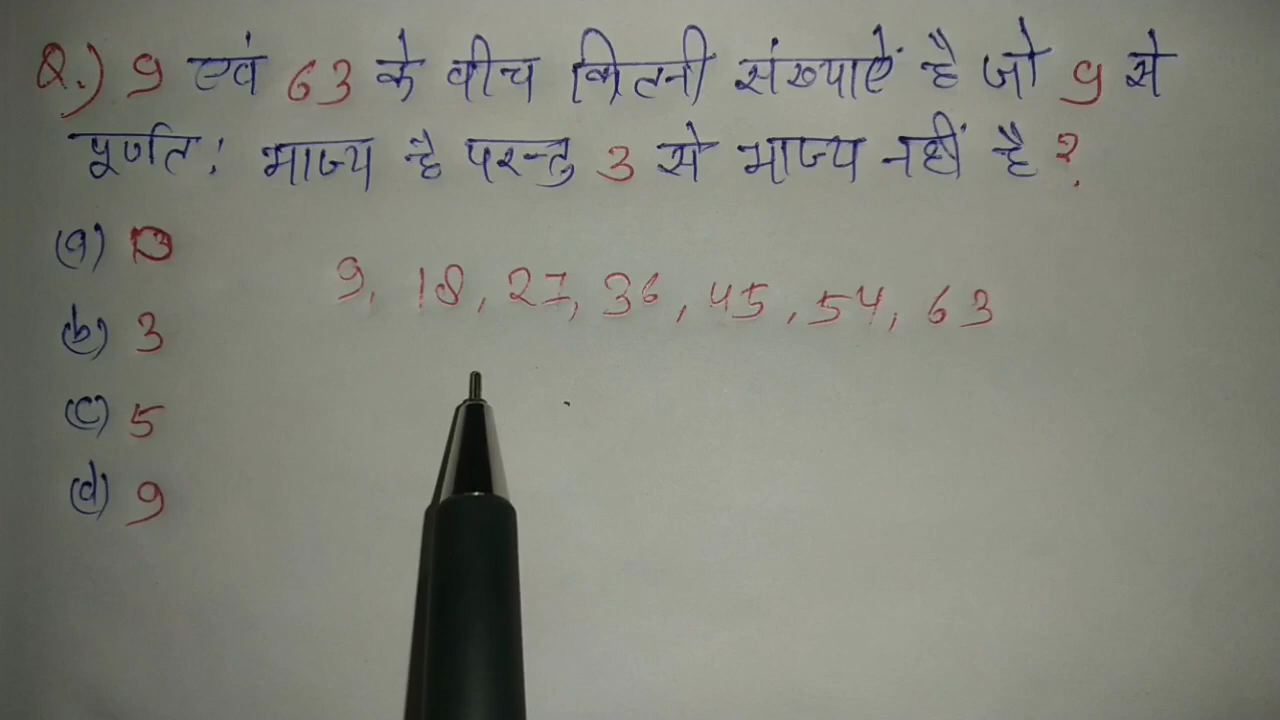 Q.) 9 एवं 63 के बीच कितनी संख्याऐं है जो 9 से
पूर्णत: भाज्य है परन्तु 3 से भाज्य नहीं है ?
(a)
9, 18, 27, 36, 45, 54, 63
(b) 3
(c) 5
(d) 9